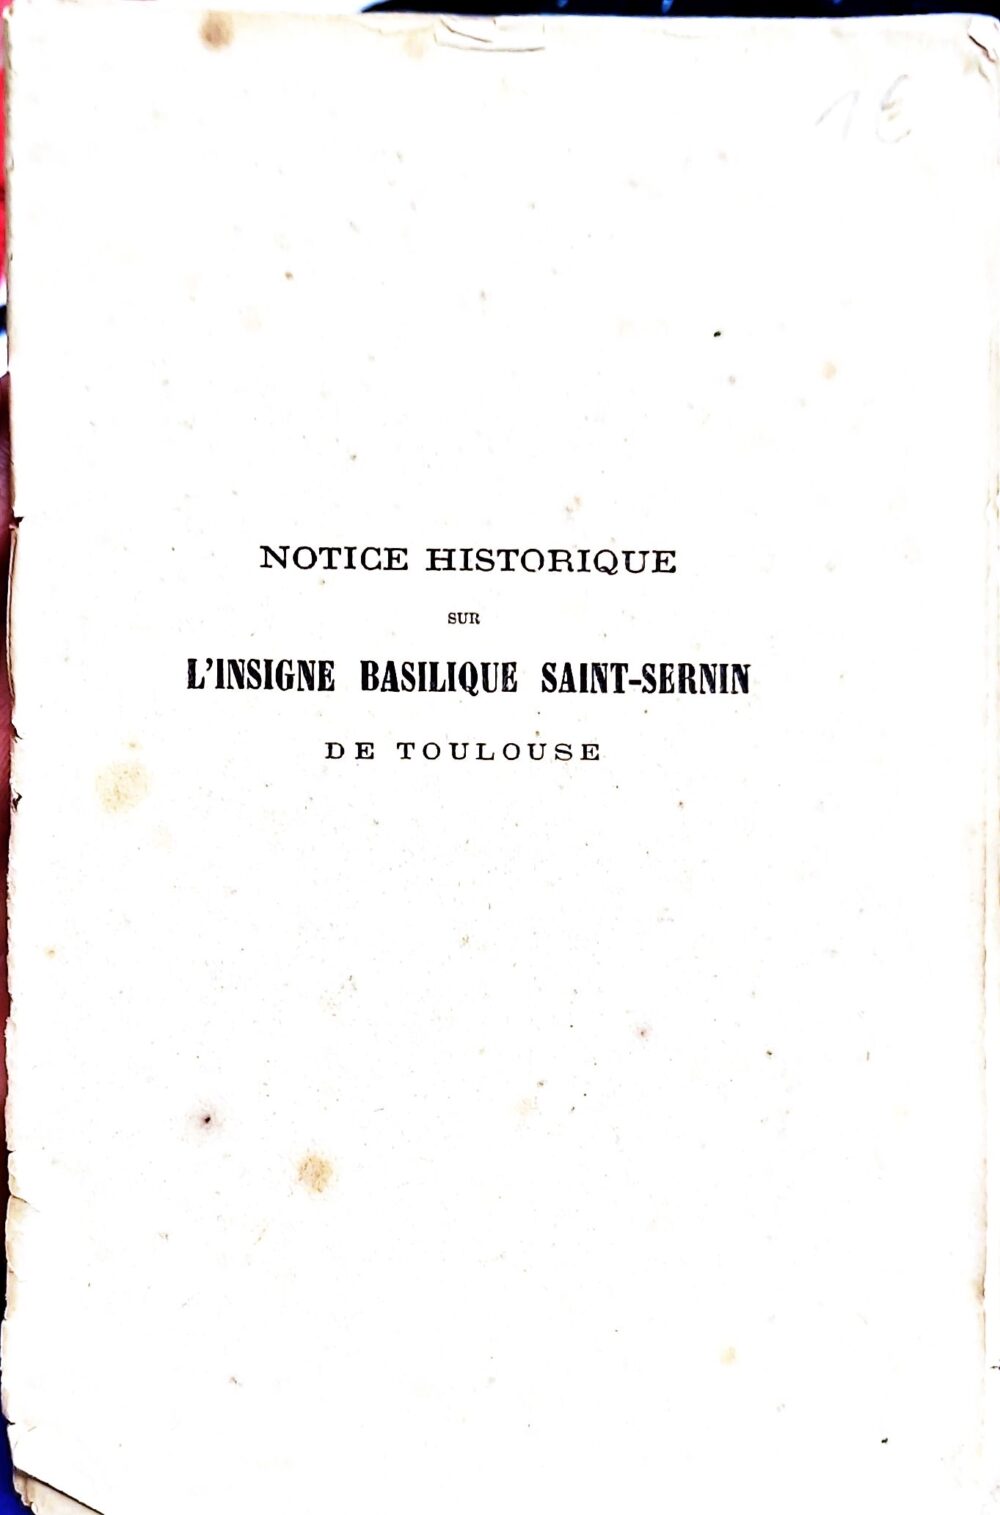 1€
NOTICE HISTORIQUE
SUR
L'INSIGNE BASILIQUE SAINT-SERNIN
DE TOULOUSE